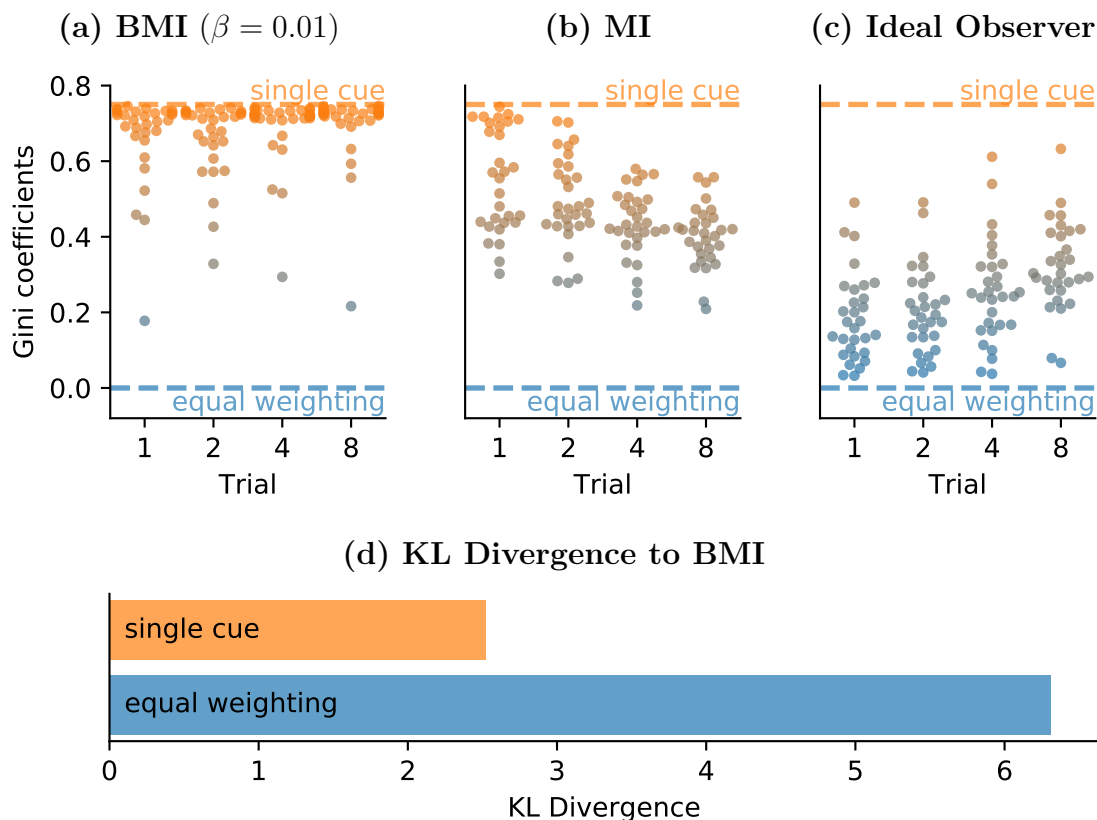 (a) BMI (β = 0.01)
(b) MI
(c) Ideal Observer
Gini coefficients
0.8
0.6
0.4
0.2
0.0
single cue
equal weighting
1 2 4 8
Trial
single cue
equal weighting
1 2 4 8
Trial
single cue
equal weighting
1 2 4 8
Trial
(d) KL Divergence to BMI
single cue
equal weighting
0 1 2 3 4 5 6
KL Divergence